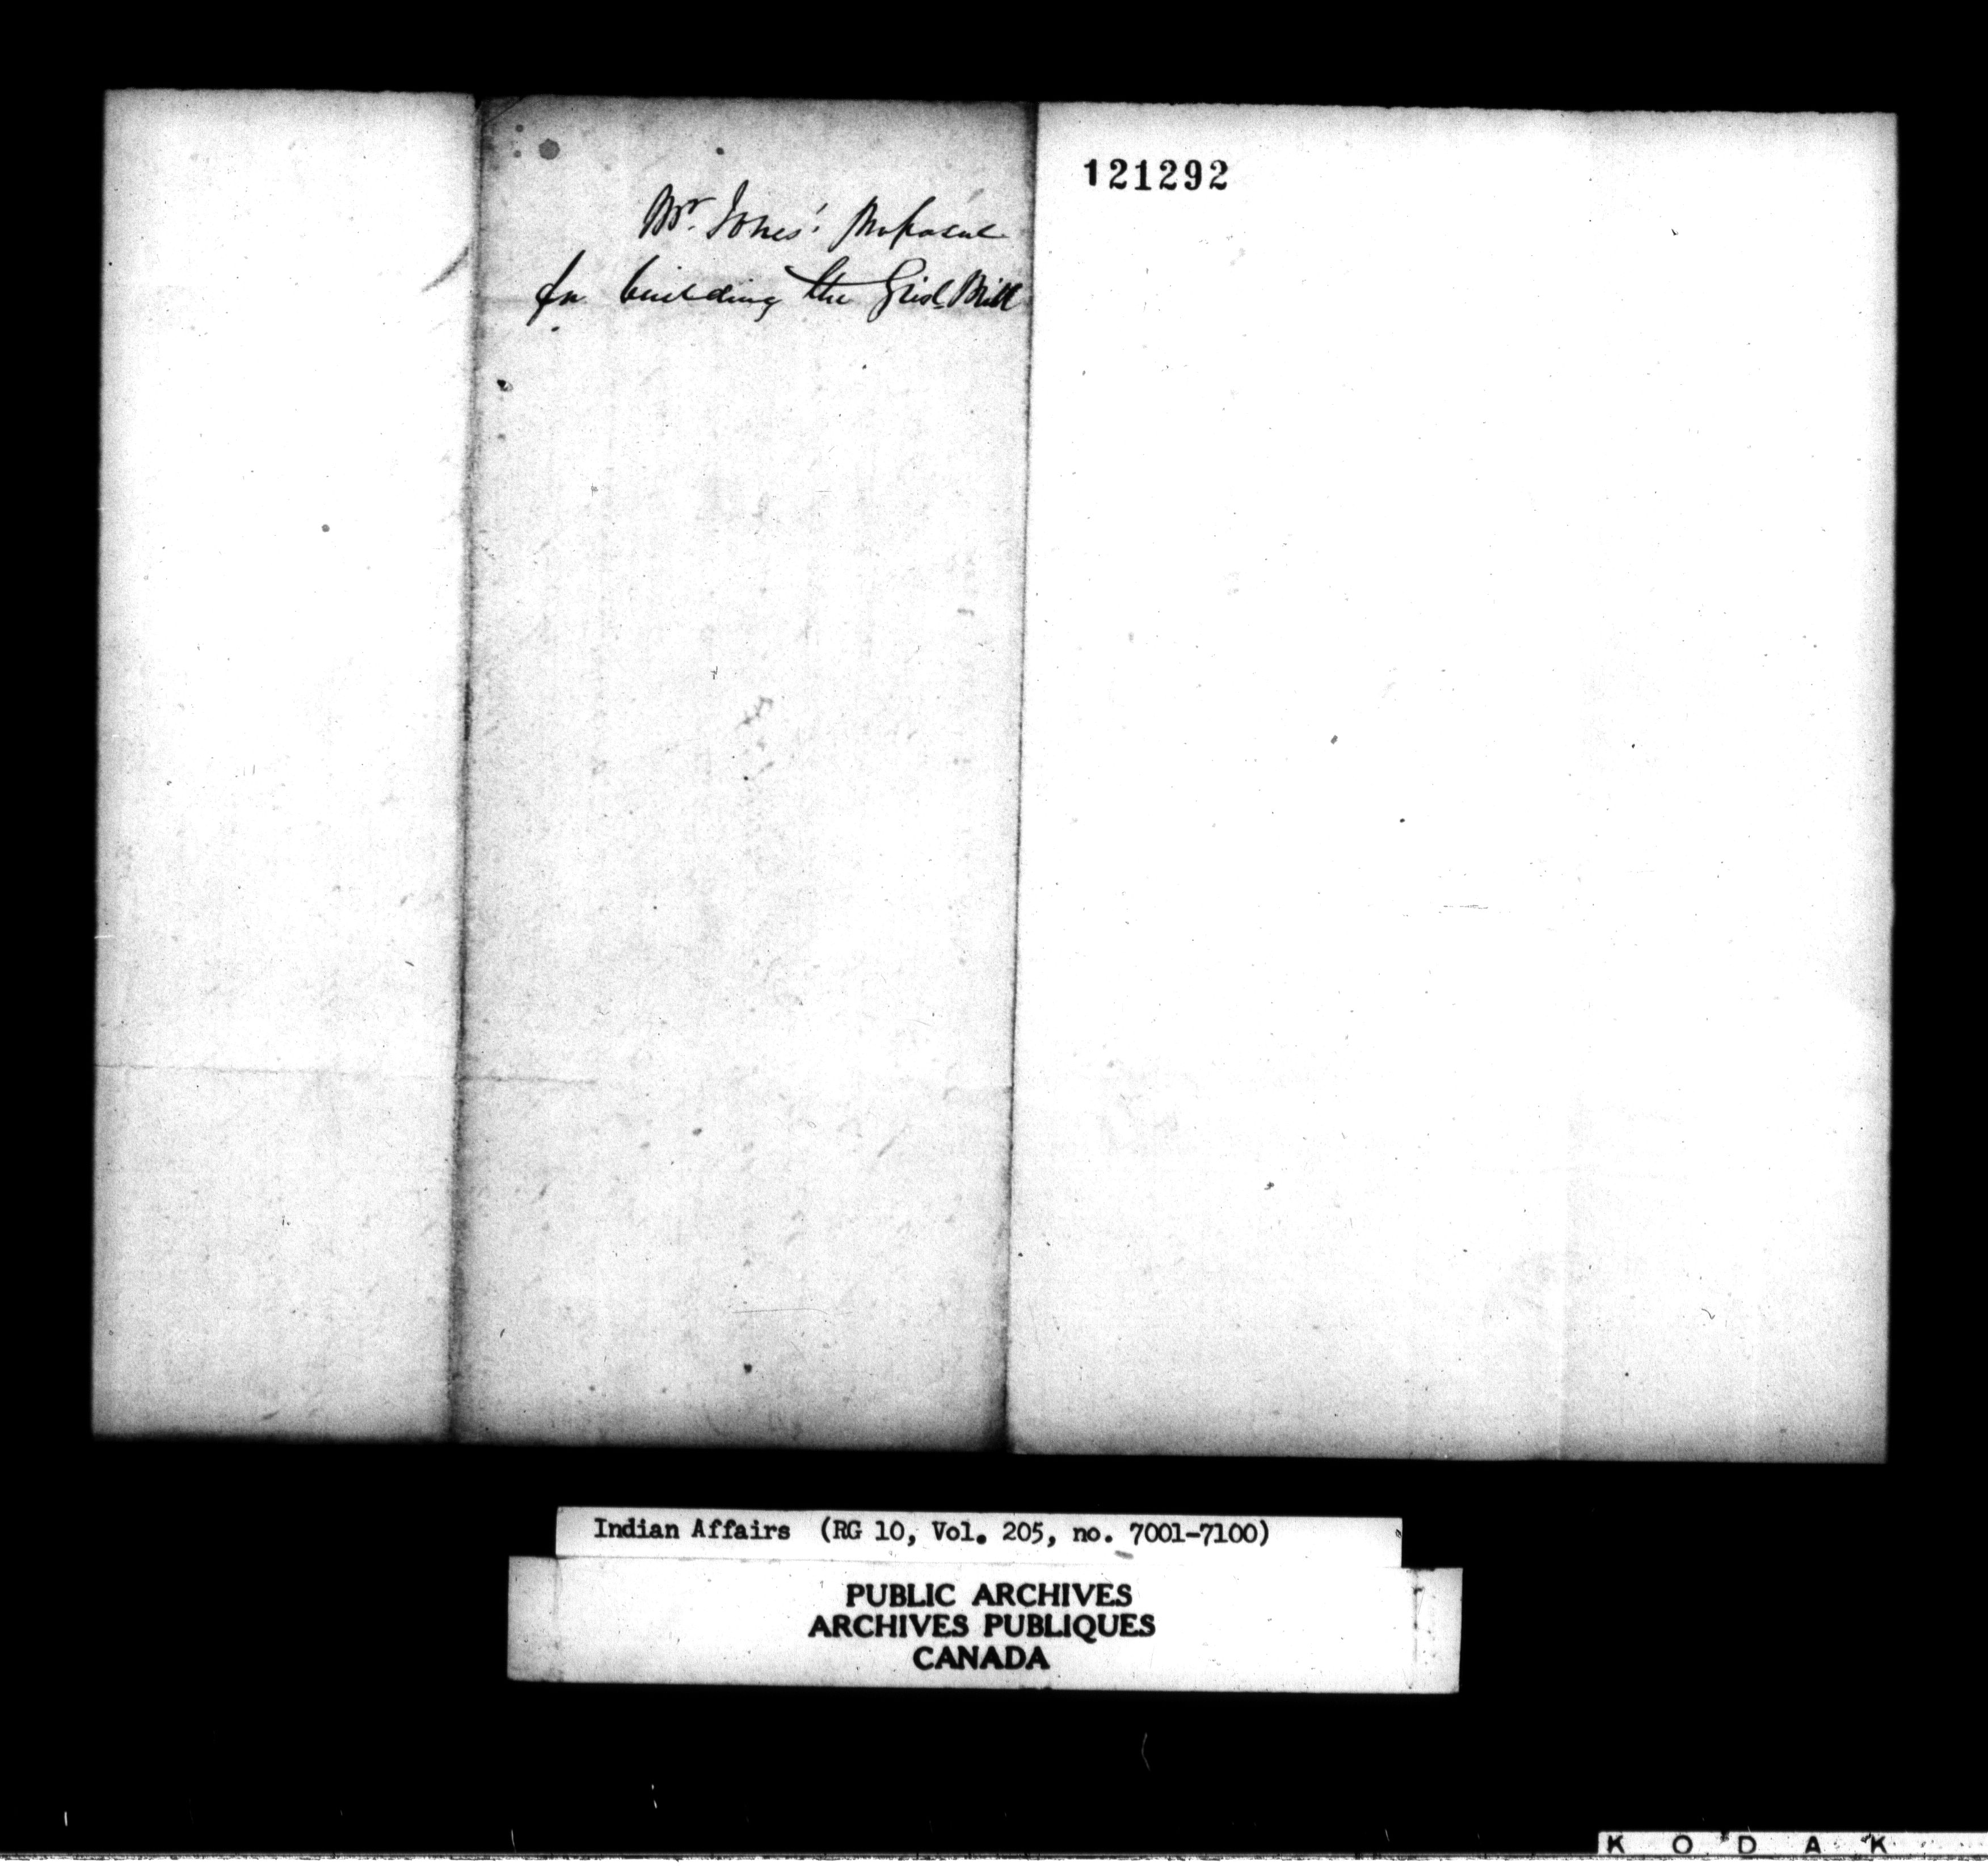 121292
Mr. Jones' Proposal
for building the Grist Mill
Indian Affairs (RG 10, Vol. 205, no. 7001-7100)
PUBLIC ARCHIVES
ARCHIVES PUBLIQUES
CANADA
KODAK